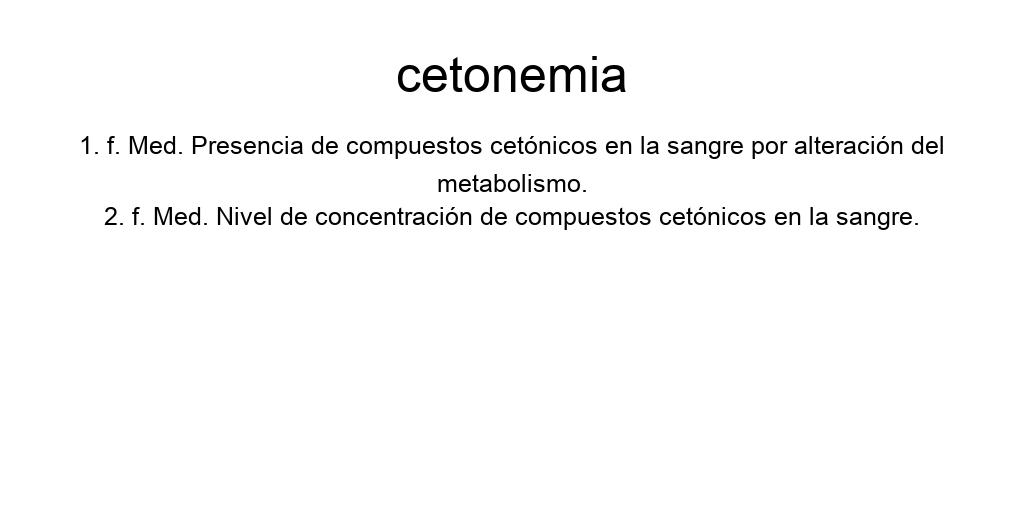 cetonemia
1. f. Med. Presencia de compuestos cetónicos en la sangre por alteración del
metabolismo.
2. f. Med. Nivel de concentración de compuestos cetónicos en la sangre.